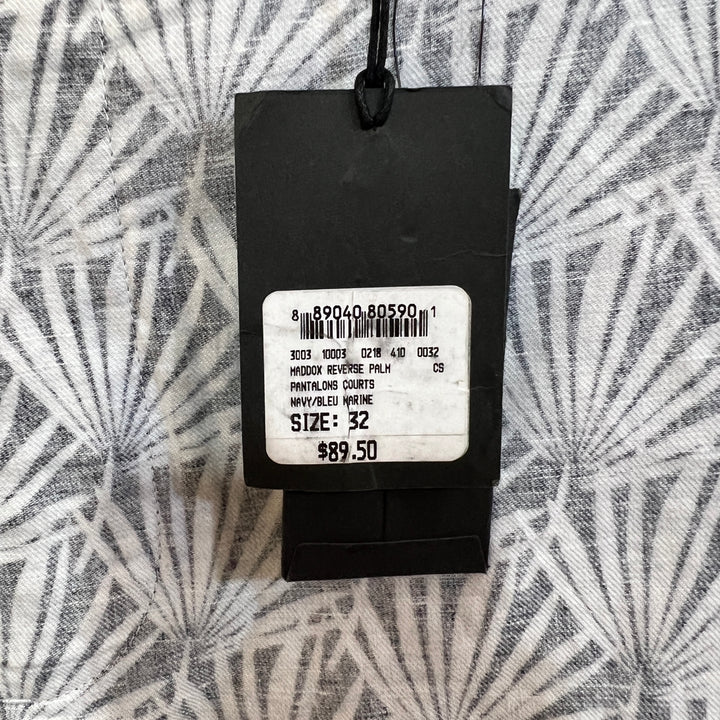 8 89040 80590 1
3003 10003 0218 410 0032
MADDOX REVERSE PALM CS
PANTALONS COURTS
NAVY/BLEU MARINE
SIZE: 32
$89.50